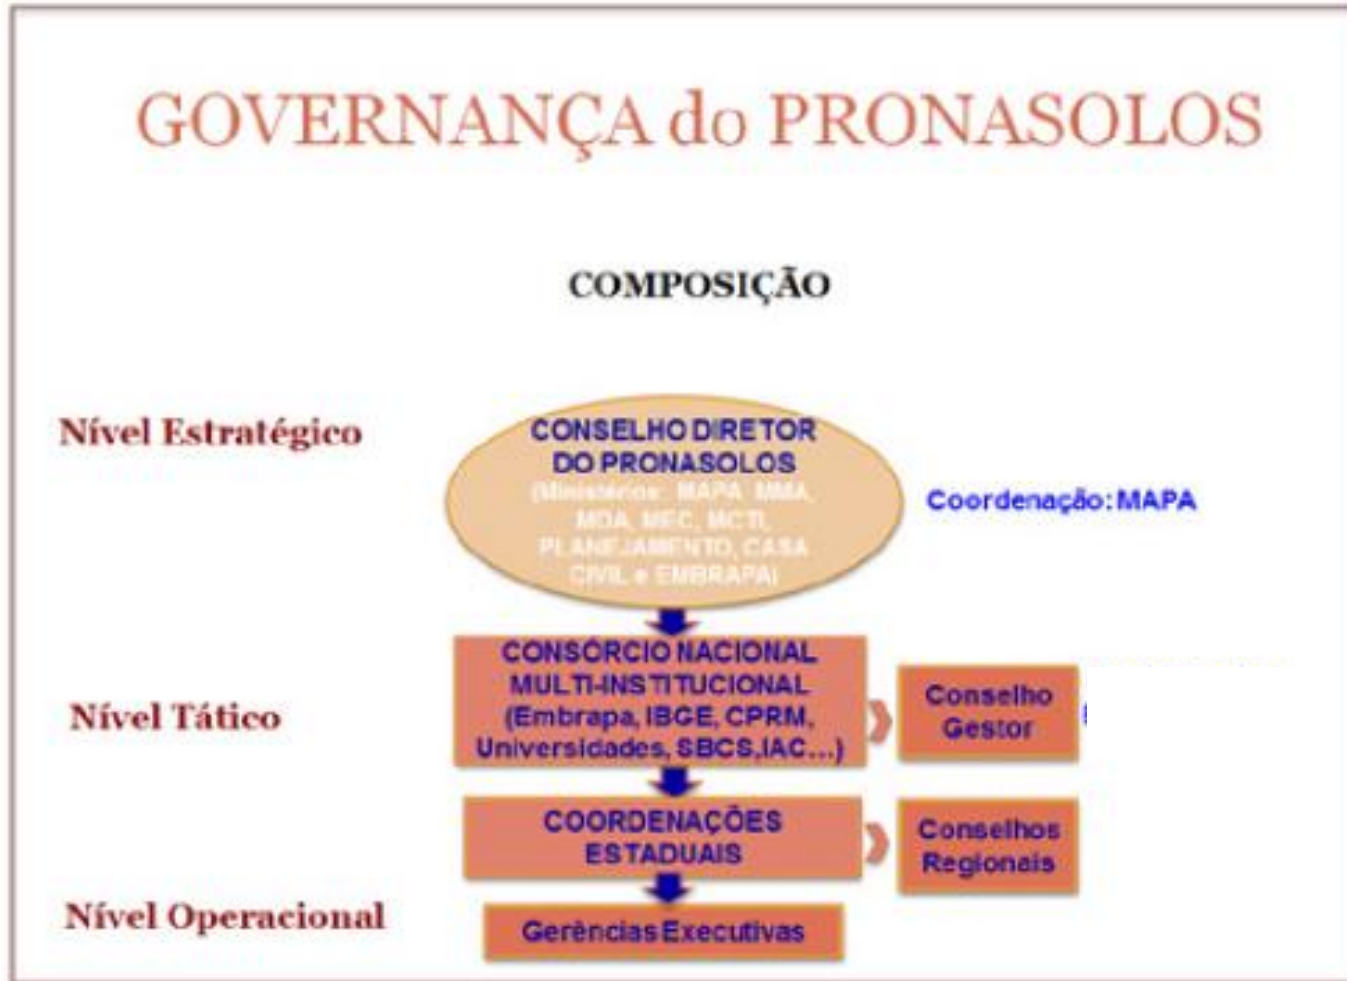 GOVERNANÇA do PRONASOLOS
COMPOSIÇÃO
Nível Estratégico
CONSELHO DIRETOR
DO PRONASOLOS
(Ministérios: MAPA MMA,
MDA, MEC, MCTI,
PLANEJAMENTO, CASA
CIVIL e EMBRAPA)
Coordenação: MAPA
Nível Tático
CONSÓRCIO NACIONAL
MULTI-INSTITUCIONAL
(Embrapa, IBGE, CPRM,
Universidades, SBCS,IAC...)
Conselho
Gestor
COORDENAÇÕES
ESTADUAIS
Conselhos
Regionais
Nível Operacional
Gerências Executivas